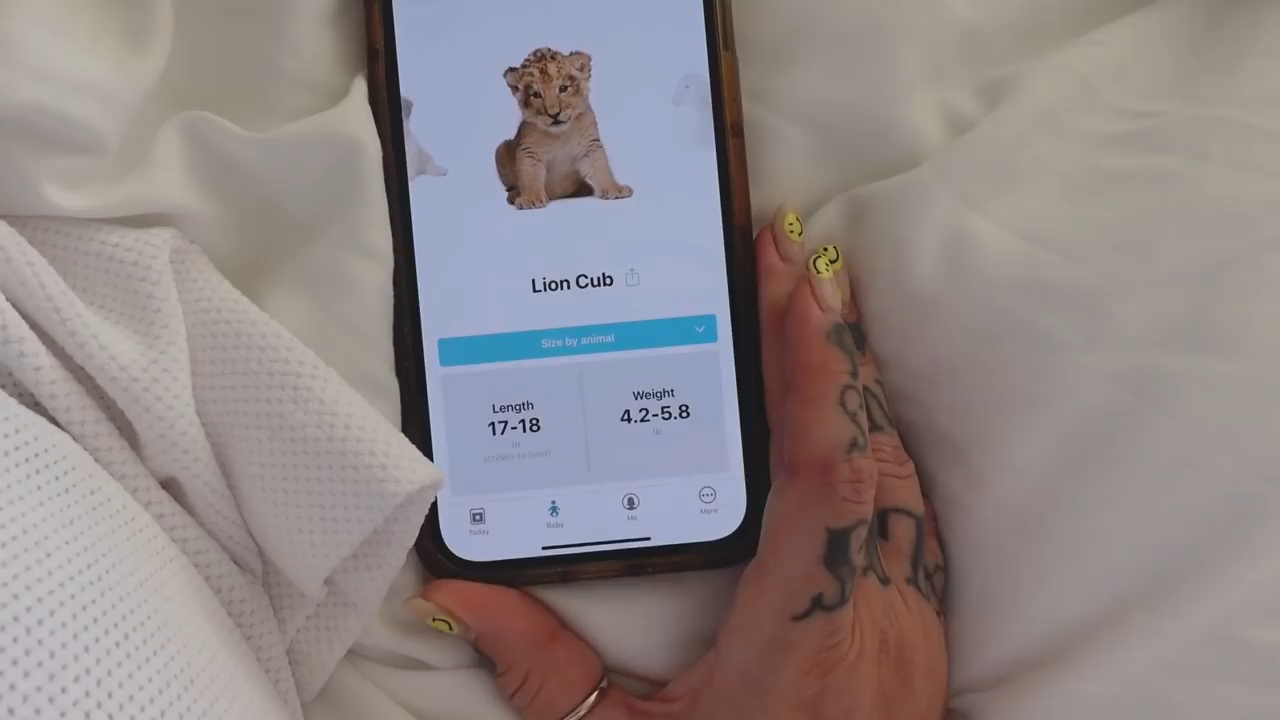 Lion Cub
Size by animal
Length
17-18
in
(crown to heel)
Weight
4.2-5.8
lb
Today
Baby
Me
More